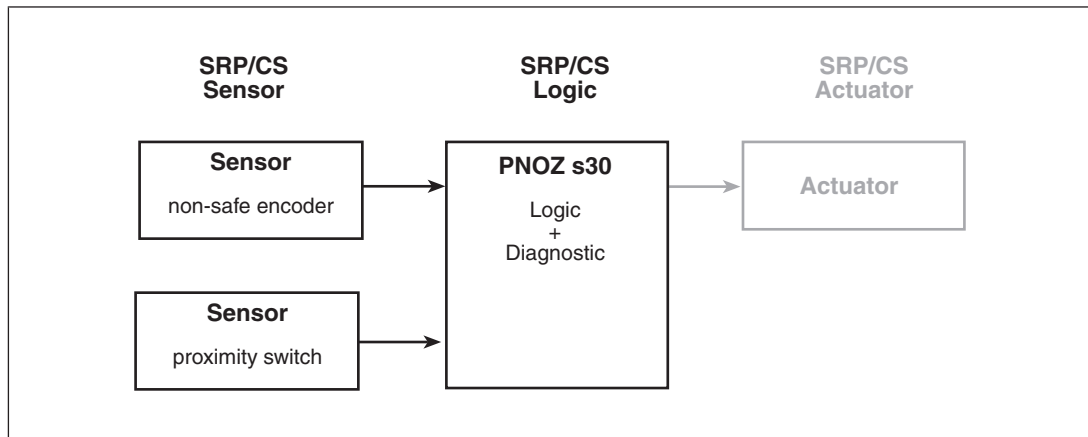 SRP/CS
Sensor
SRP/CS
Logic
SRP/CS
Actuator
Sensor
non-safe encoder
PNOZ s30
Logic
+
Diagnostic
Actuator
Sensor
proximity switch